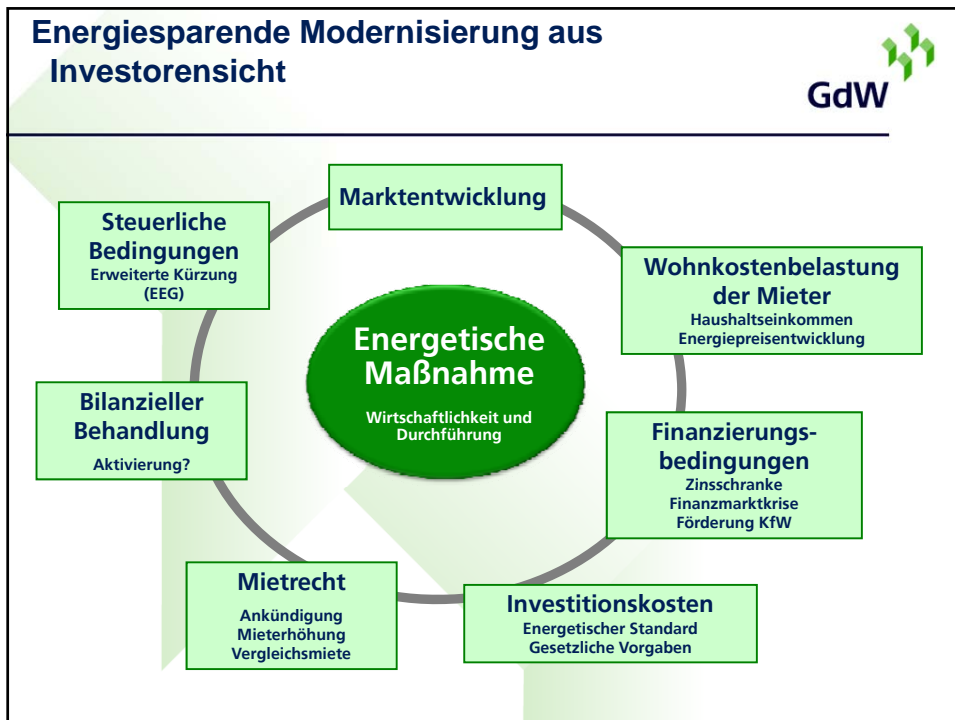 Energiesparende Modernisierung aus
Investorensicht
GdW
Marktentwicklung
Steuerliche
Bedingungen
Erweiterte Kürzung
(EEG)
Wohnkostenbelastung
der Mieter
Haushaltseinkommen
Energiepreisentwicklung
Energetische
Maßnahme
Wirtschaftlichkeit und
Durchführung
Bilanzieller
Behandlung
Aktivierung?
Finanzierungs-
bedingungen
Zinsschranke
Finanzmarktkrise
Förderung KfW
Mietrecht
Ankündigung
Mieterhöhung
Vergleichsmiete
Investitionskosten
Energetischer Standard
Gesetzliche Vorgaben